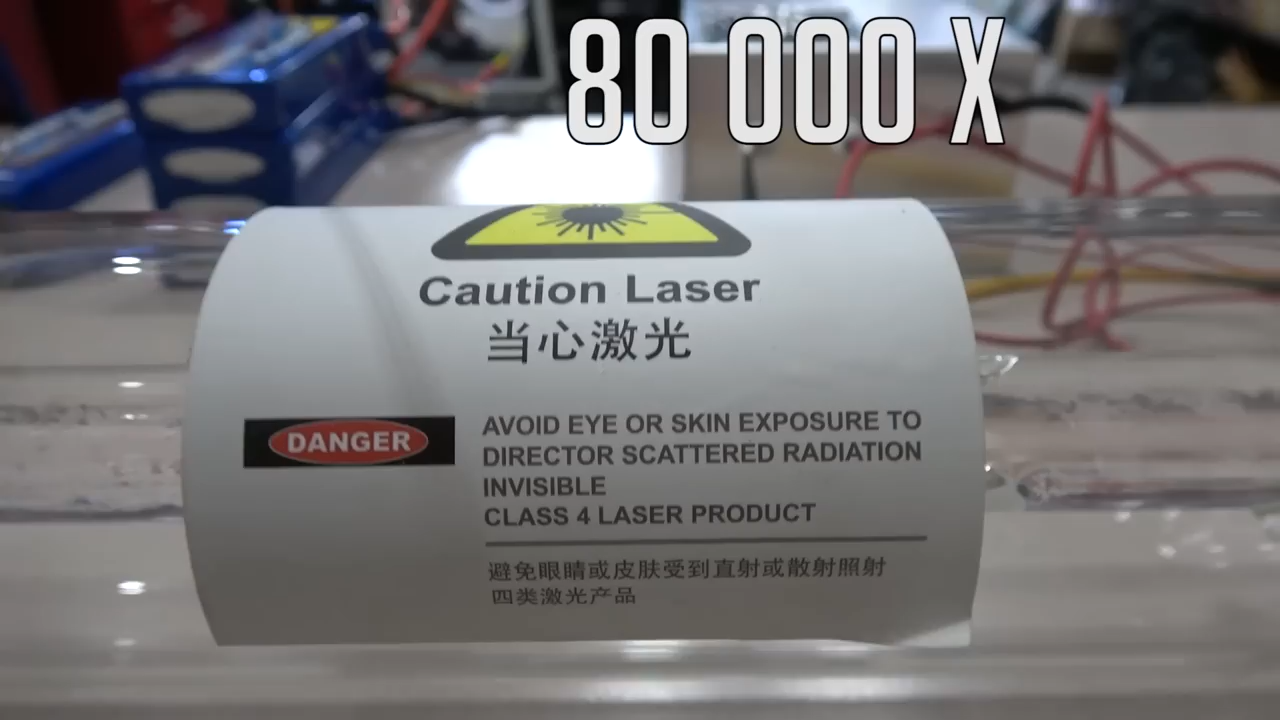 80 000 X
Caution Laser
当心激光
DANGER
AVOID EYE OR SKIN EXPOSURE TO
DIRECTOR SCATTERED RADIATION
INVISIBLE
CLASS 4 LASER PRODUCT
避免眼睛或皮肤受到直射或散射照射
四类激光产品